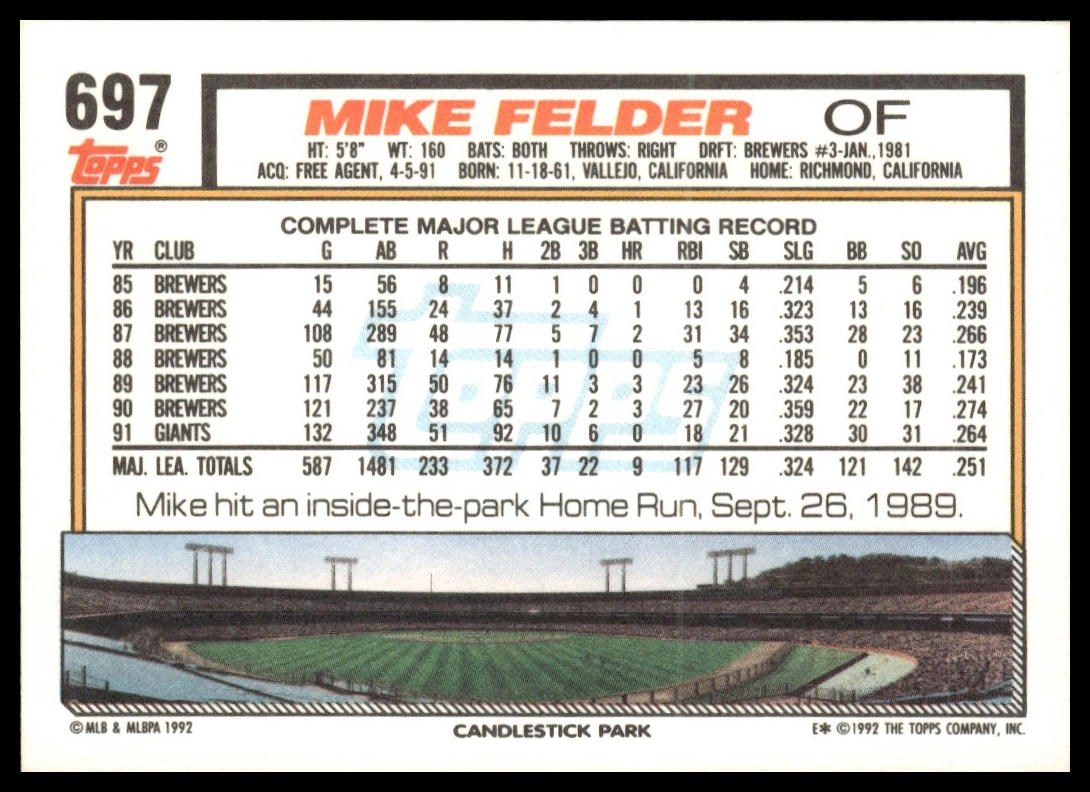 697
MIKE FELDER OF
topps®
HT: 5'8" WT: 160 BATS: BOTH THROWS: RIGHT DRFT: BREWERS #3-JAN.,1981
ACQ: FREE AGENT, 4-5-91 BORN: 11-18-61, VALLEJO, CALIFORNIA HOME: RICHMOND, CALIFORNIA
COMPLETE MAJOR LEAGUE BATTING RECORD
YR CLUB G AB R H 2B 3B HR RBI SB SLG BB SO AVG
85 BREWERS 15 56 8 11 1 0 0 0 4 .214 5 6 .196
86 BREWERS 44 155 24 37 2 4 1 13 16 .323 13 16 .239
87 BREWERS 108 289 48 77 5 7 2 31 34 .353 28 23 .266
88 BREWERS 50 81 14 14 1 0 0 5 8 .185 0 11 .173
89 BREWERS 117 315 50 76 11 3 3 23 26 .324 23 38 .241
90 BREWERS 121 237 38 65 7 2 3 27 20 .359 22 17 .274
91 GIANTS 132 348 51 92 10 6 0 18 21 .328 30 31 .264
MAJ. LEA. TOTALS 587 1481 233 372 37 22 9 117 129 .324 121 142 .251
topps
Mike hit an inside-the-park Home Run, Sept. 26, 1989.
© MLB & MLBPA 1992
CANDLESTICK PARK
E* © 1992 THE TOPPS COMPANY, INC.